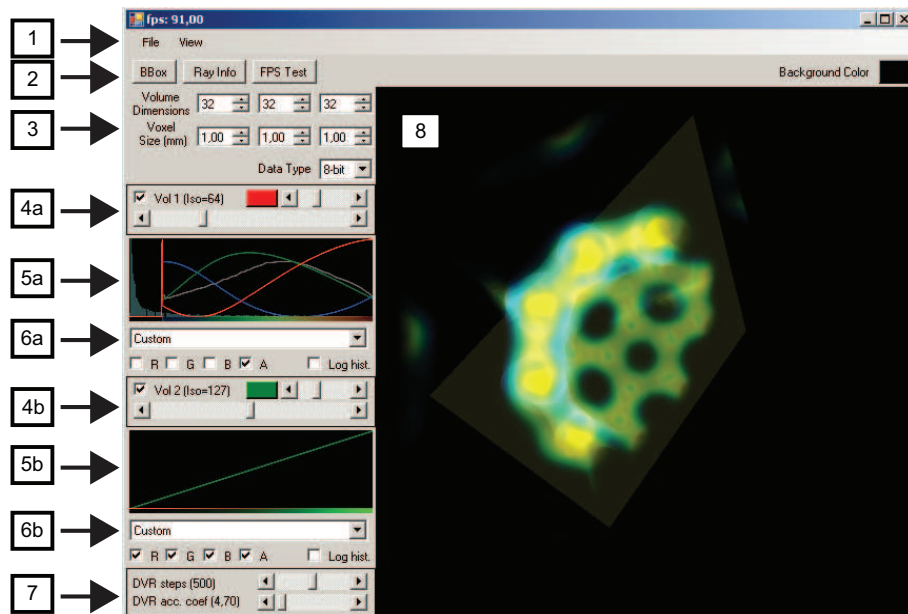 fps: 91,00
1
File View
2
BBox Ray Info FPS Test
Background Color
3
Volume Dimensions 32 32 32
Voxel Size (mm) 1,00 1,00 1,00
Data Type 8-bit
8
4a
Vol 1 (Iso=64)
5a
6a
Custom
R G B A Log hist.
4b
Vol 2 (Iso=127)
5b
6b
Custom
R G B A Log hist.
7
DVR steps (500)
DVR acc. coef (4,70)